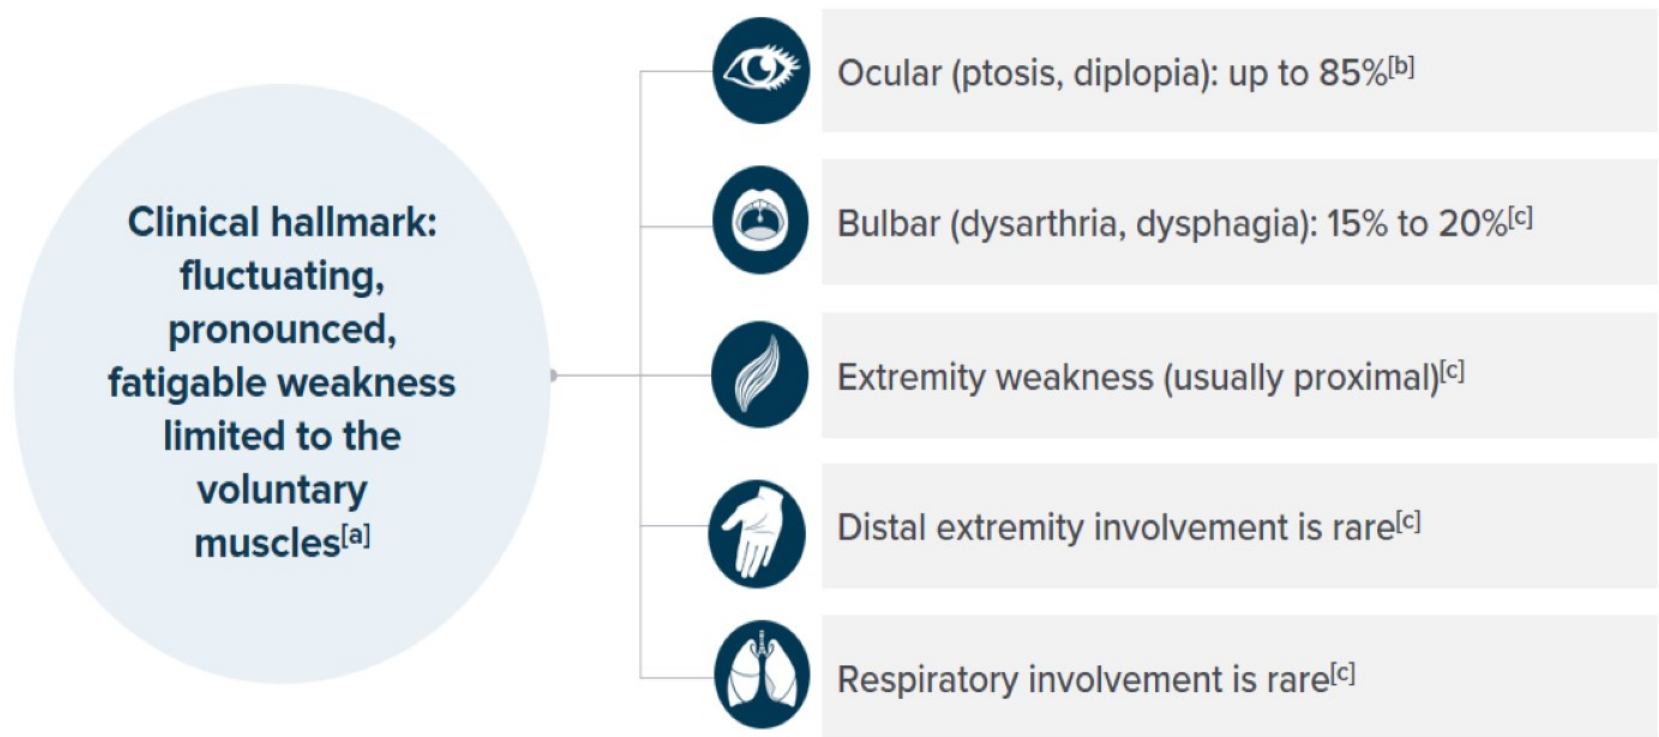 Clinical hallmark:
fluctuating,
pronounced,
fatigable weakness
limited to the
voluntary
muscles[a]
Ocular (ptosis, diplopia): up to 85%[b]
Bulbar (dysarthria, dysphagia): 15% to 20%[c]
Extremity weakness (usually proximal)[c]
Distal extremity involvement is rare[c]
Respiratory involvement is rare[c]